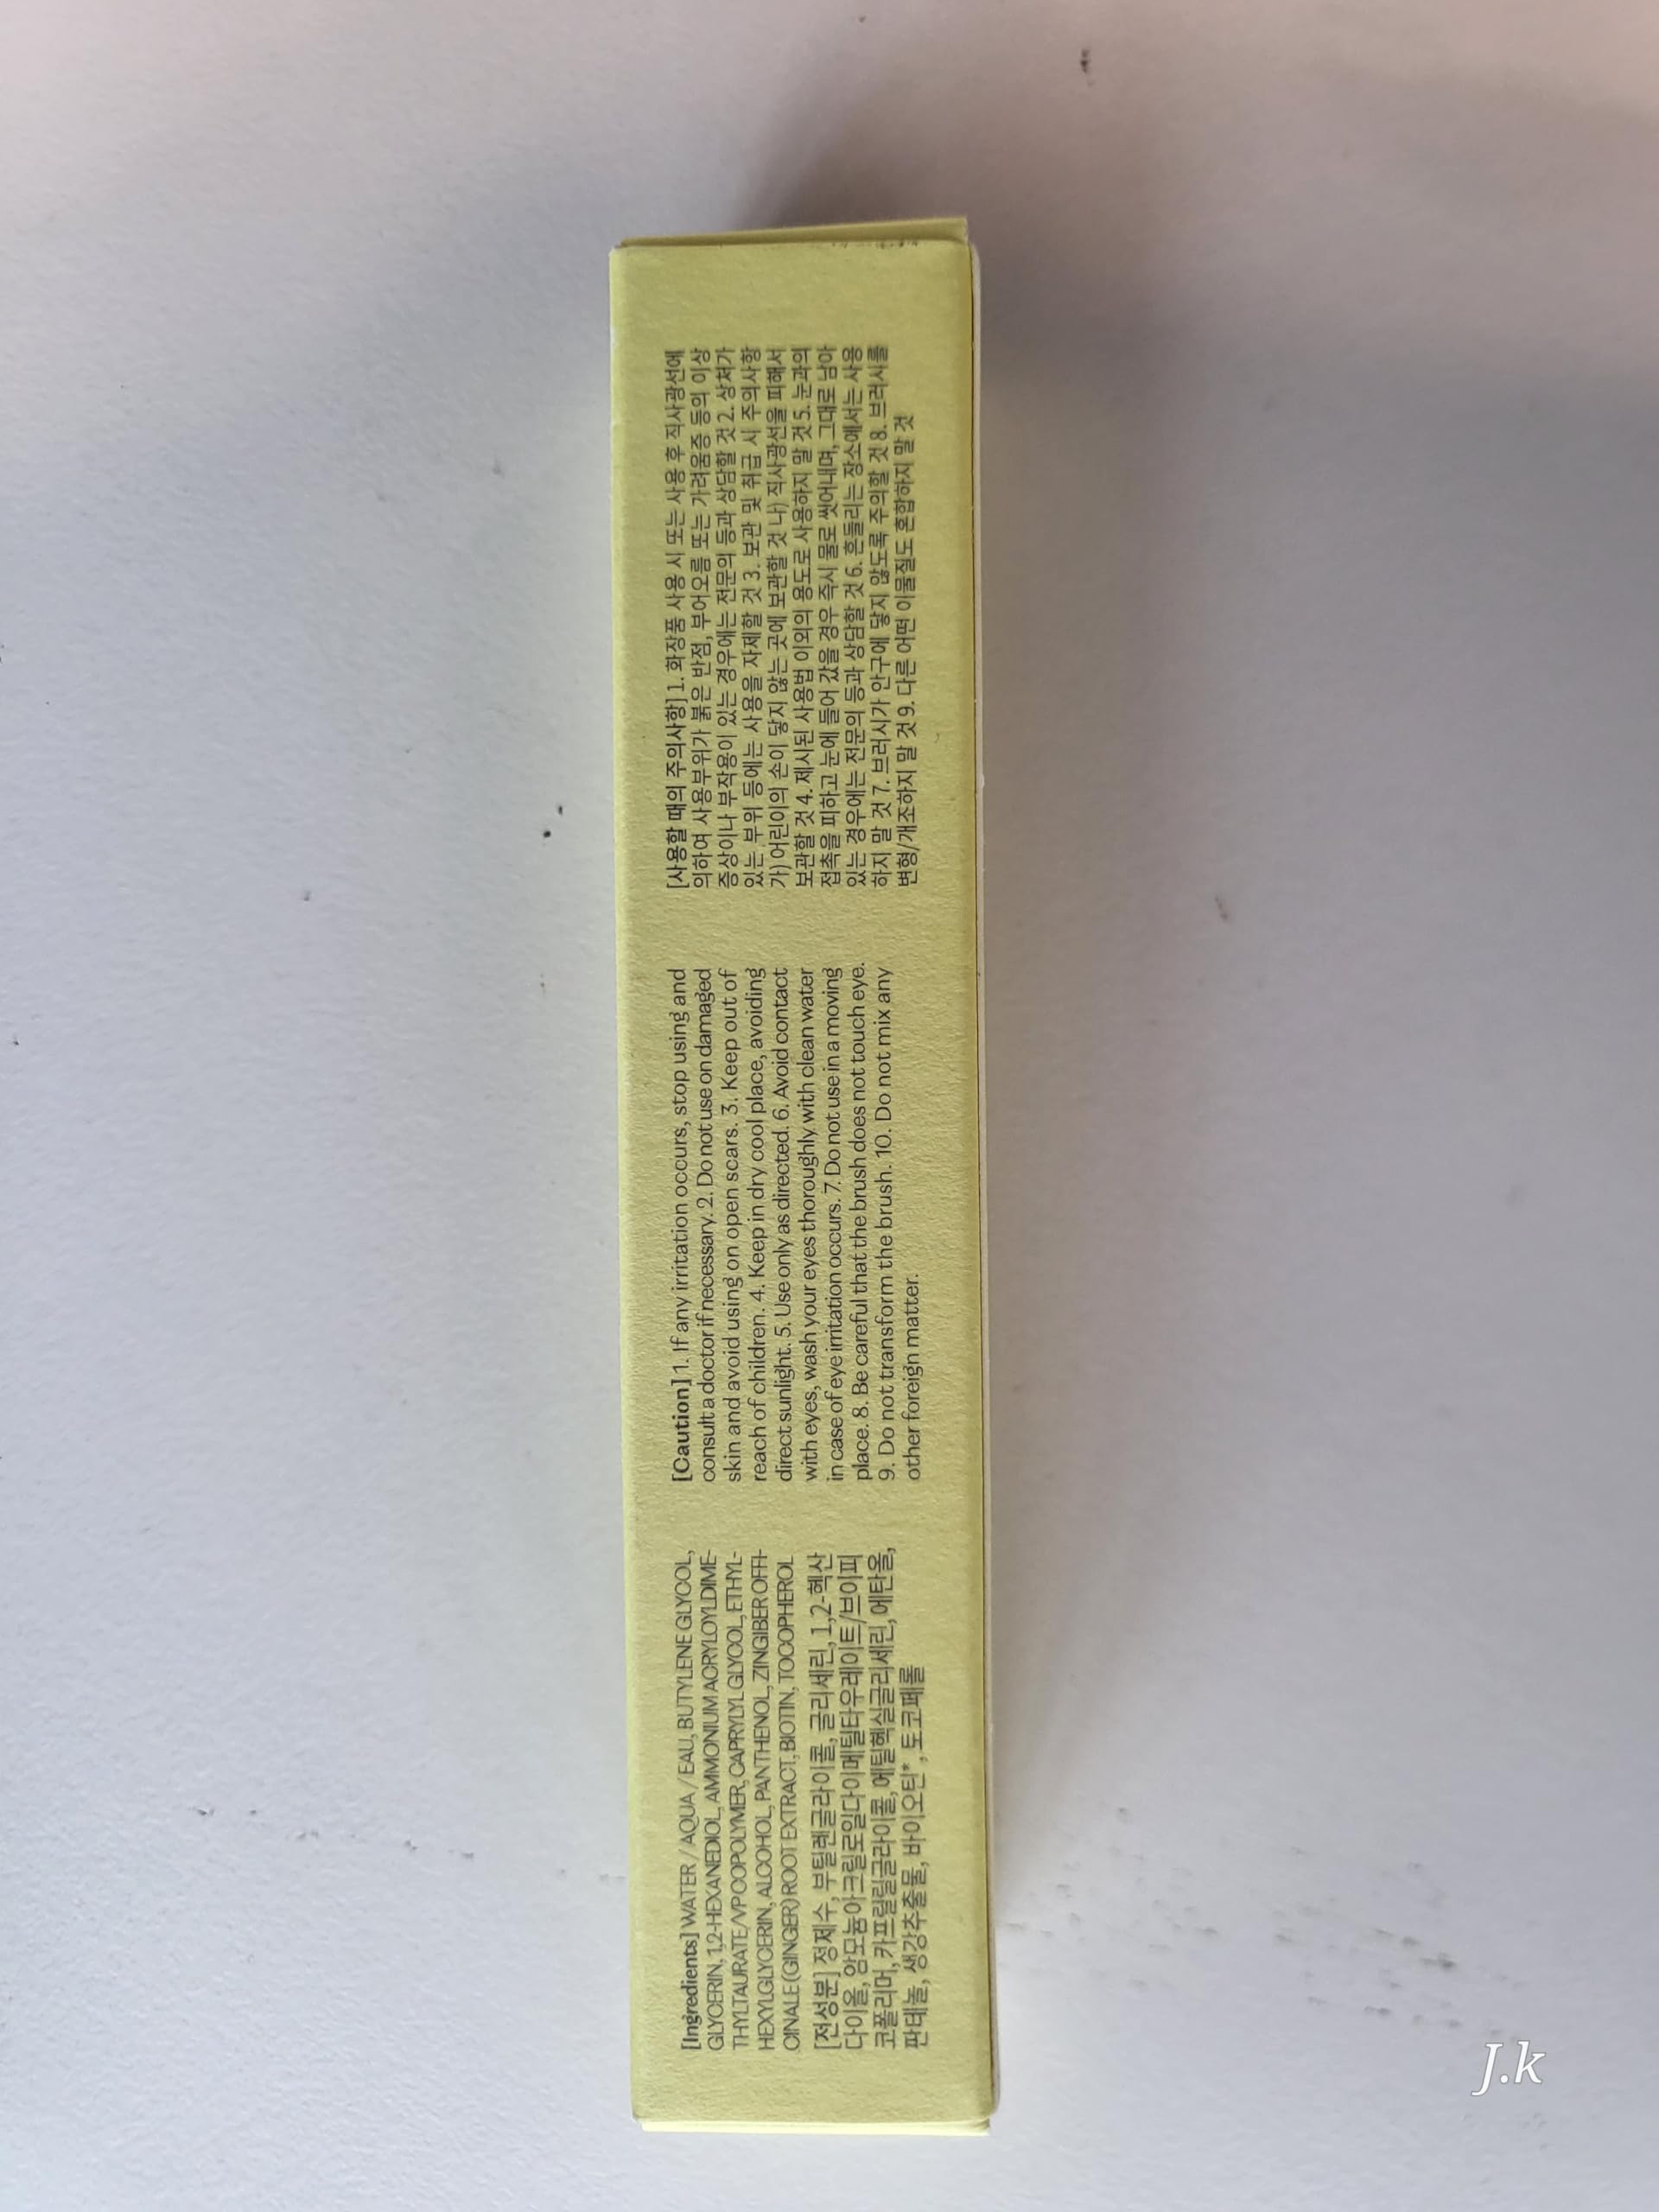 [Ingredients] WATER / AQUA / EAU, BUTYLENE GLYCOL,
GLYCERIN, 1,2-HEXANEDIOL, AMMONIUM ACRYLOYLDIME-
THYLTAURATE/VP COPOLYMER, CAPRYLYL GLYCOL, ETHYL-
HEXYLGLYCERIN, ALCOHOL, PANTHENOL, ZINGIBER OFFI-
CINALE (GINGER) ROOT EXTRACT, BIOTIN, TOCOPHEROL
[전성분] 정제수, 부틸렌글라이콜, 글리세린, 1,2-헥산
다이올, 암모늄아크릴로일다이메틸타우레이트/브이피
코폴리머, 카프릴릴글라이콜, 에틸헥실글리세린, 에탄올,
판테놀, 생강추출물, 바이오틴*, 토코페롤
[Caution] 1. If any irritation occurs, stop using and
consult a doctor if necessary. 2. Do not use on damaged
skin and avoid using on open scars. 3. Keep out of
reach of children. 4. Keep in dry cool place, avoiding
direct sunlight. 5. Use only as directed. 6. Avoid contact
with eyes, wash your eyes thoroughly with clean water
in case of eye irritation occurs. 7. Do not use in a moving
place. 8. Be careful that the brush does not touch eye.
9. Do not transform the brush. 10. Do not mix any
other foreign matter.
[사용할 때의 주의사항] 1. 화장품 사용 시 또는 사용 후 직사광선에
의하여 사용부위가 붉은 반점, 부어오름 또는 가려움증 등의 이상
증상이나 부작용이 있는 경우에는 전문의 등과 상담할 것 2. 상처가
있는 부위 등에는 사용을 자제할 것 3. 보관 및 취급 시 주의사항
가) 어린이의 손이 닿지 않는 곳에 보관할 것 나) 직사광선을 피해서
보관할 것 4. 제시된 사용법 이외의 용도로 사용하지 말 것 5. 눈과의
접촉을 피하고 눈에 들어 갔을 경우 즉시 물로 씻어내며, 그대로 남아
있는 경우에는 전문의 등과 상담할 것 6. 흔들리는 장소에서는 사용
하지 말 것 7. 브러시가 안구에 닿지 않도록 주의할 것 8. 브러시를
변형/개조하지 말 것 9. 다른 어떤 이물질도 혼합하지 말 것
J.k